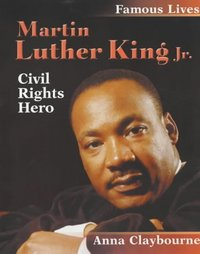 Famous Lives
Martin
Luther King Jr.
Civil
Rights
Hero
Anna Claybourne